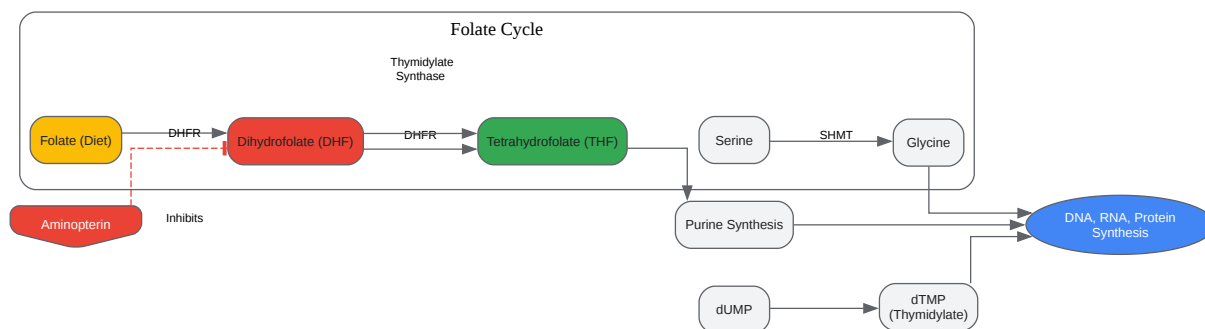 Folate Cycle
Thymidylate
Synthase
Folate (Diet)
DHFR
Dihydrofolate (DHF)
DHFR
Tetrahydrofolate (THF)
Serine
SHMT
Glycine
Aminopterin
Inhibits
Purine Synthesis
DNA, RNA, Protein
Synthesis
dUMP
dTMP
(Thymidylate)